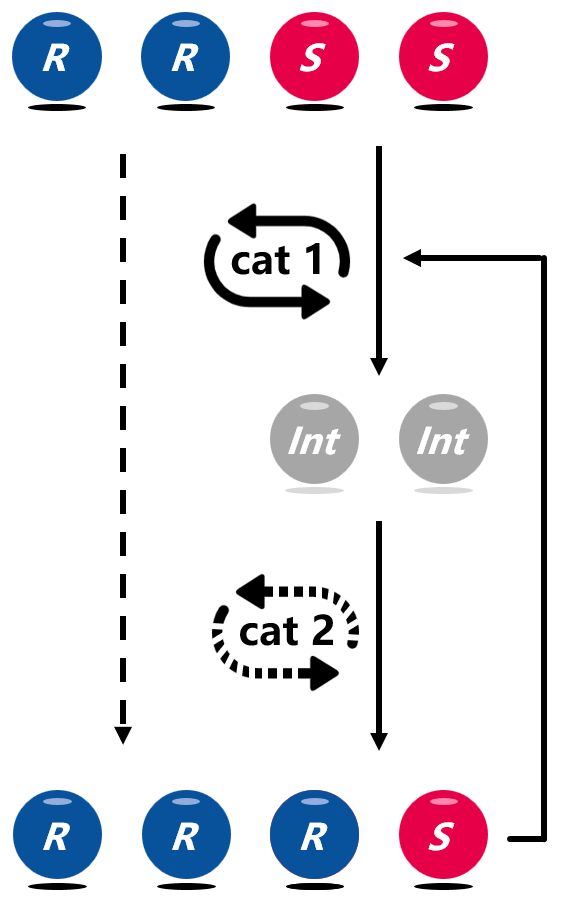 R R S S
cat 1
Int Int
cat 2
R R R S